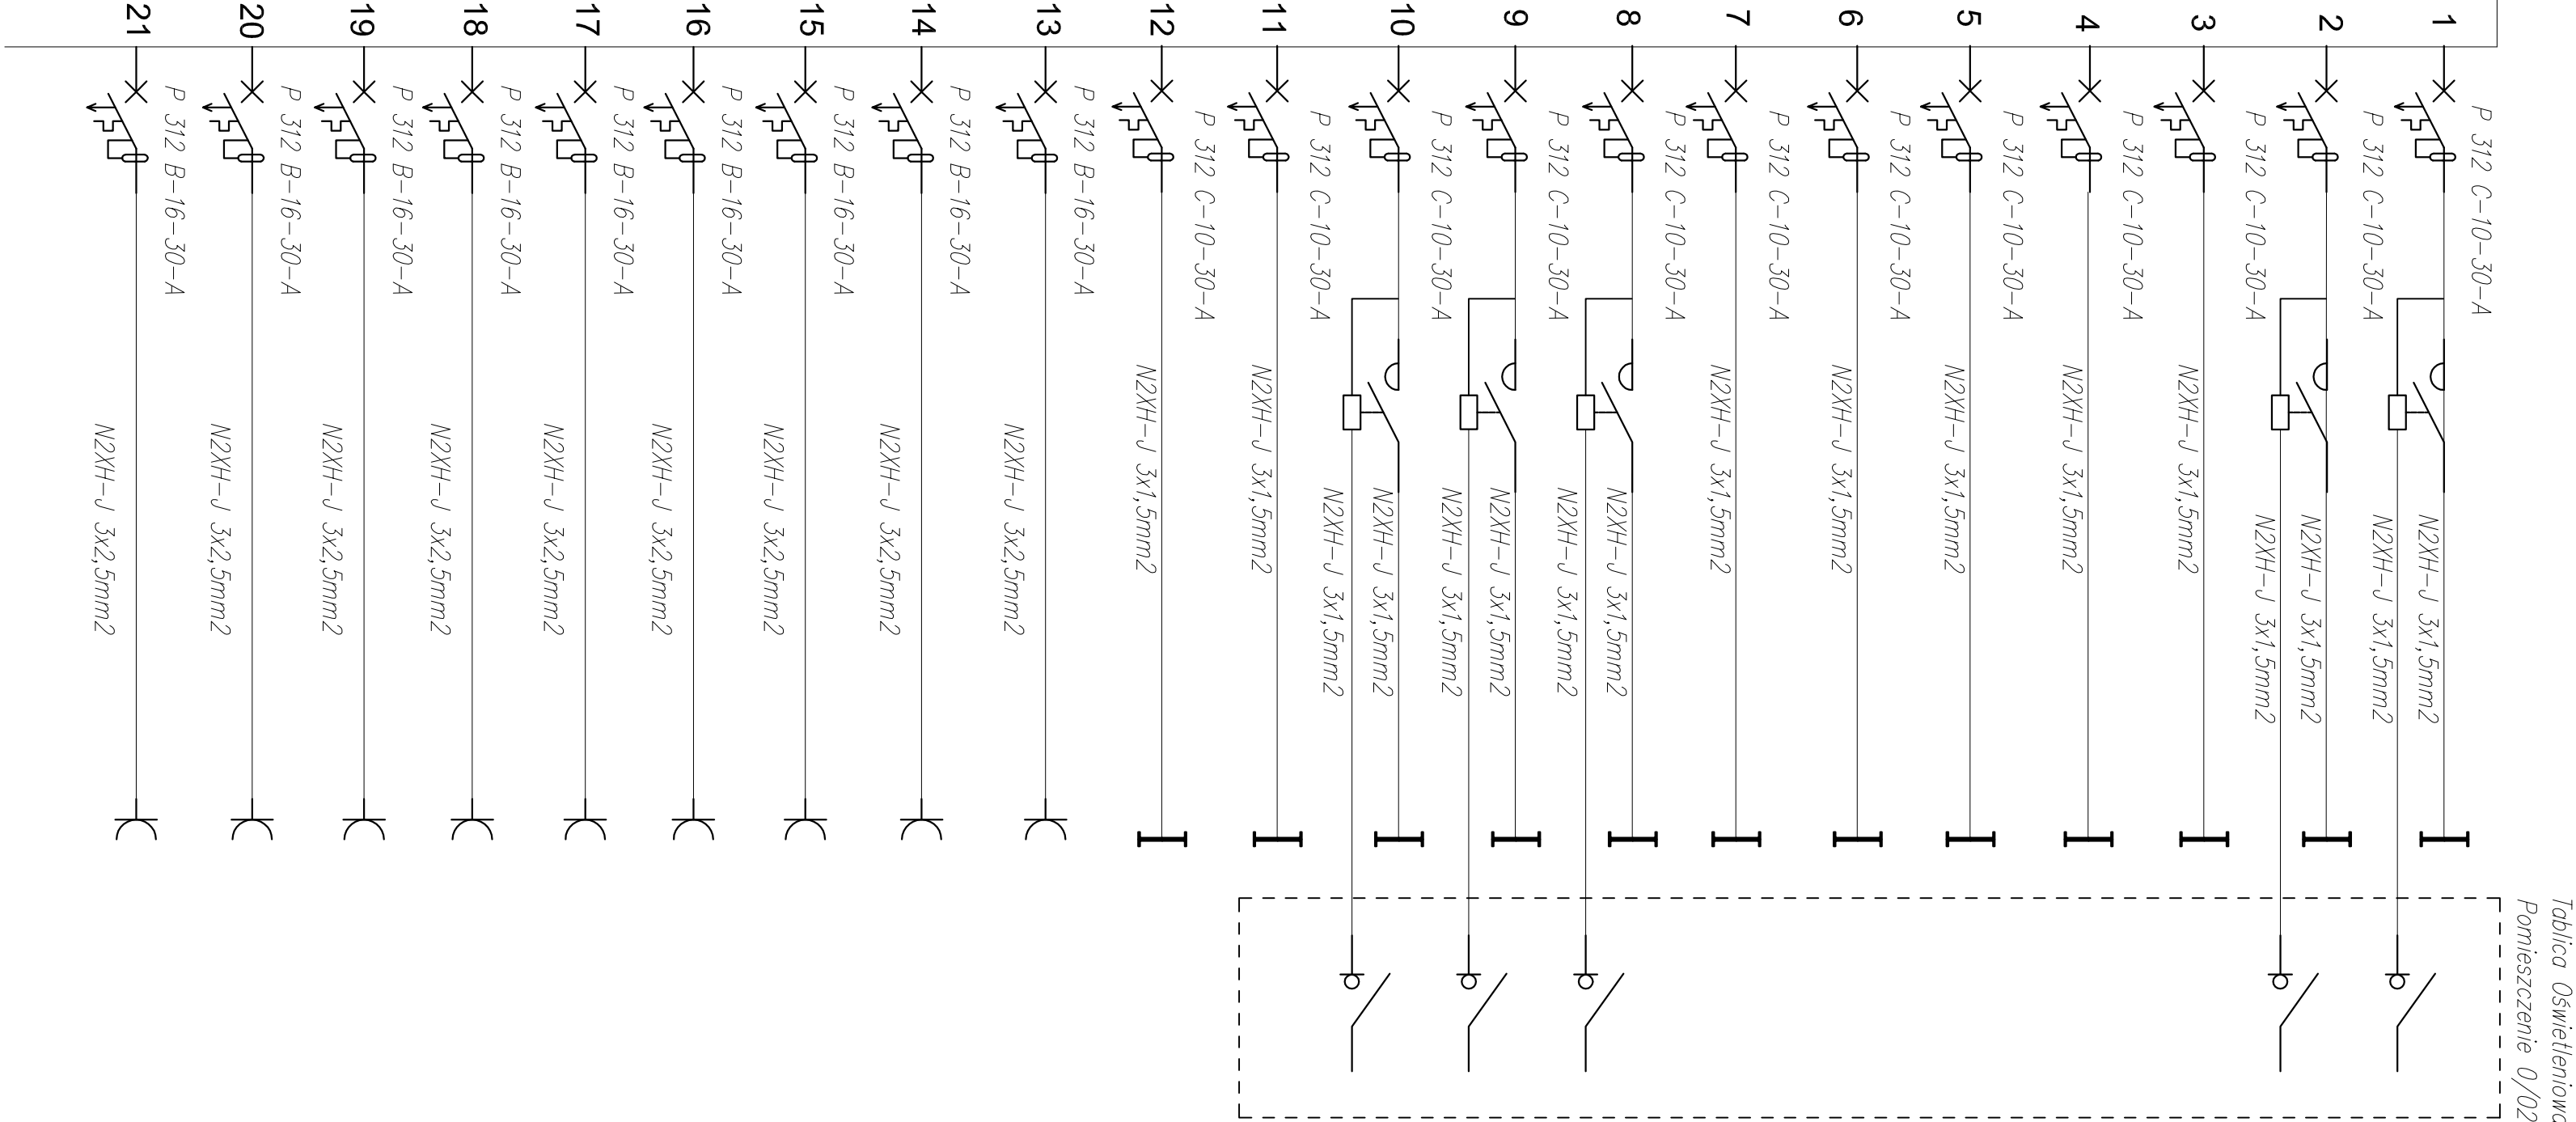 Tablica Oświetleniowa
Pomieszczenie 0/02
1
P 312 C-10-30-A
N2XH-J 3x1,5mm2
N2XH-J 3x1,5mm2
2
P 312 C-10-30-A
N2XH-J 3x1,5mm2
N2XH-J 3x1,5mm2
3
P 312 C-10-30-A
N2XH-J 3x1,5mm2
4
P 312 C-10-30-A
N2XH-J 3x1,5mm2
5
P 312 C-10-30-A
N2XH-J 3x1,5mm2
6
P 312 C-10-30-A
N2XH-J 3x1,5mm2
7
P 312 C-10-30-A
N2XH-J 3x1,5mm2
8
P 312 C-10-30-A
N2XH-J 3x1,5mm2
N2XH-J 3x1,5mm2
9
P 312 C-10-30-A
N2XH-J 3x1,5mm2
N2XH-J 3x1,5mm2
10
P 312 C-10-30-A
N2XH-J 3x1,5mm2
N2XH-J 3x1,5mm2
11
P 312 C-10-30-A
N2XH-J 3x1,5mm2
12
P 312 C-10-30-A
N2XH-J 3x1,5mm2
13
P 312 B-16-30-A
N2XH-J 3x2,5mm2
14
P 312 B-16-30-A
N2XH-J 3x2,5mm2
15
P 312 B-16-30-A
N2XH-J 3x2,5mm2
16
P 312 B-16-30-A
N2XH-J 3x2,5mm2
17
P 312 B-16-30-A
N2XH-J 3x2,5mm2
18
P 312 B-16-30-A
N2XH-J 3x2,5mm2
19
P 312 B-16-30-A
N2XH-J 3x2,5mm2
20
P 312 B-16-30-A
N2XH-J 3x2,5mm2
21
P 312 B-16-30-A
N2XH-J 3x2,5mm2